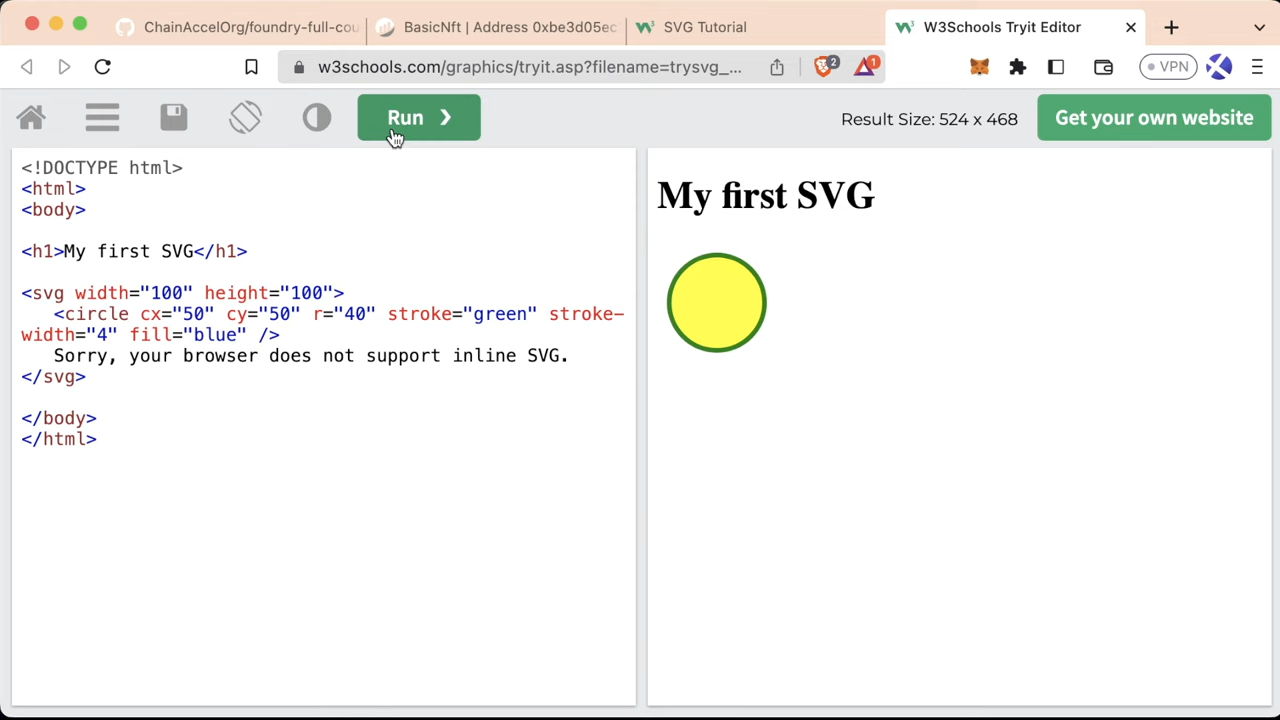 ChainAccelOrg/foundry-full-cou
BasicNft | Address 0xbe3d05ec
SVG Tutorial
W3Schools Tryit Editor
w3schools.com/graphics/tryit.asp?filename=trysvg_...
2
1
VPN
Run ❯
Result Size: 524 x 468
Get your own website
<!DOCTYPE html>
<html>
<body>
<h1>My first SVG</h1>
<svg width="100" height="100">
<circle cx="50" cy="50" r="40" stroke="green" stroke-
width="4" fill="blue" />
Sorry, your browser does not support inline SVG.
</svg>
</body>
</html>
My first SVG